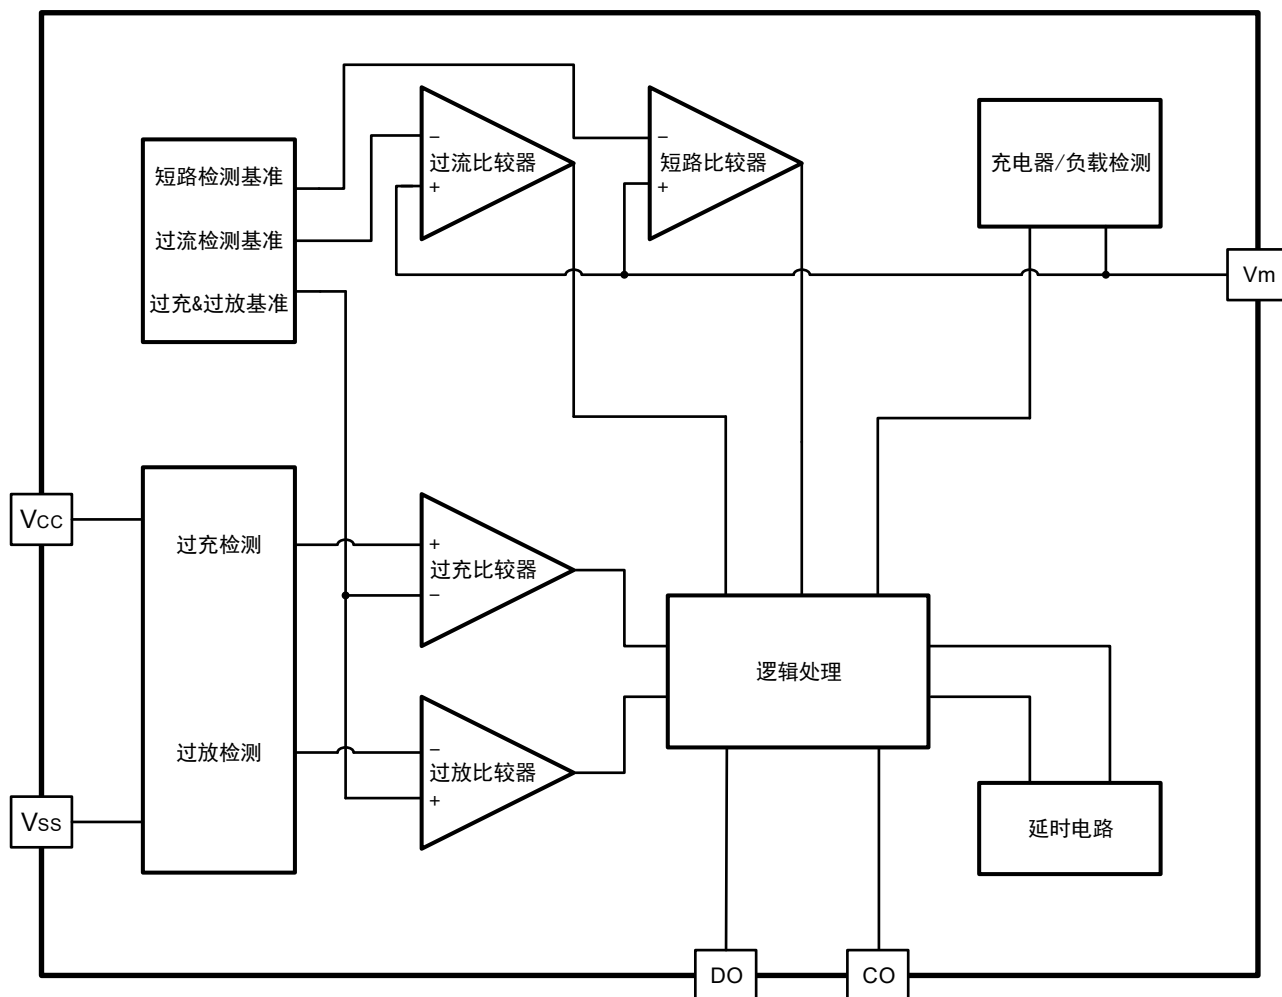 短路检测基准
过流检测基准
过充&过放基准
−
过流比较器
+
−
短路比较器
+
充电器/负载检测
Vm
VCC
VSS
过充检测
过放检测
+
过充比较器
−
−
过放比较器
+
逻辑处理
延时电路
DO
CO